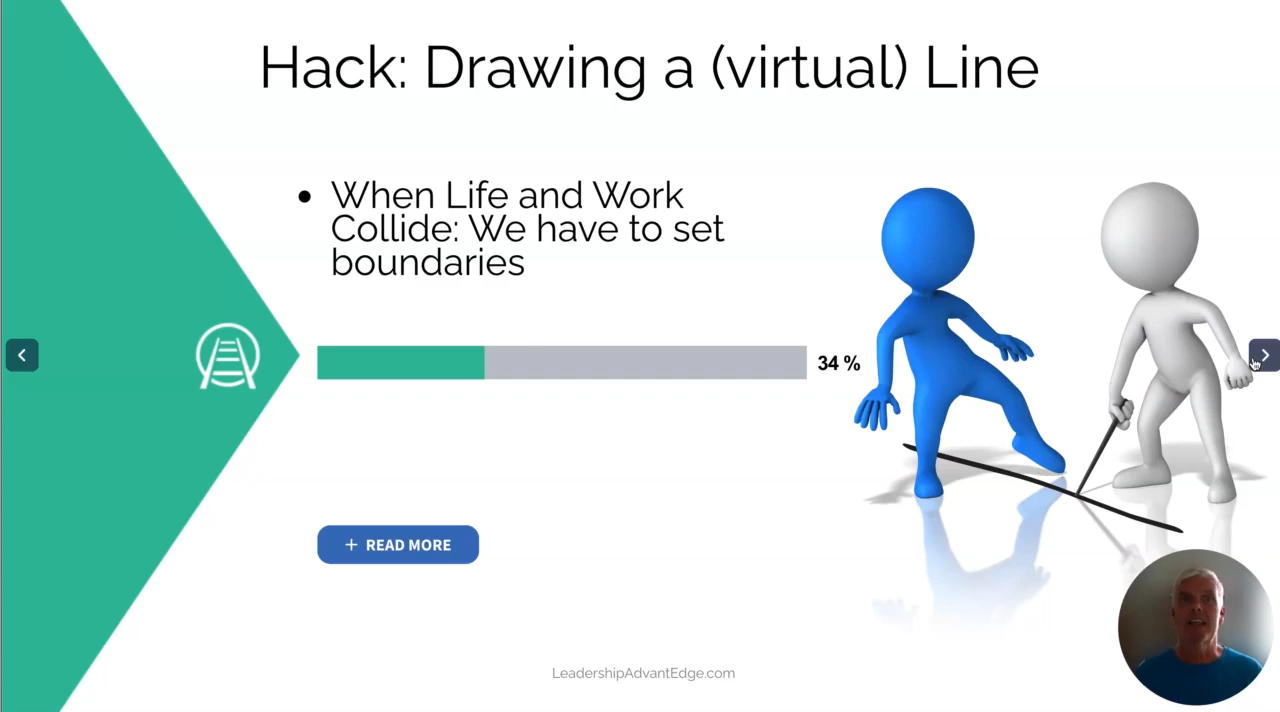 Hack: Drawing a (virtual) Line
• When Life and Work
Collide: We have to set
boundaries
34 %
+ READ MORE
LeadershipAdvantEdge.com